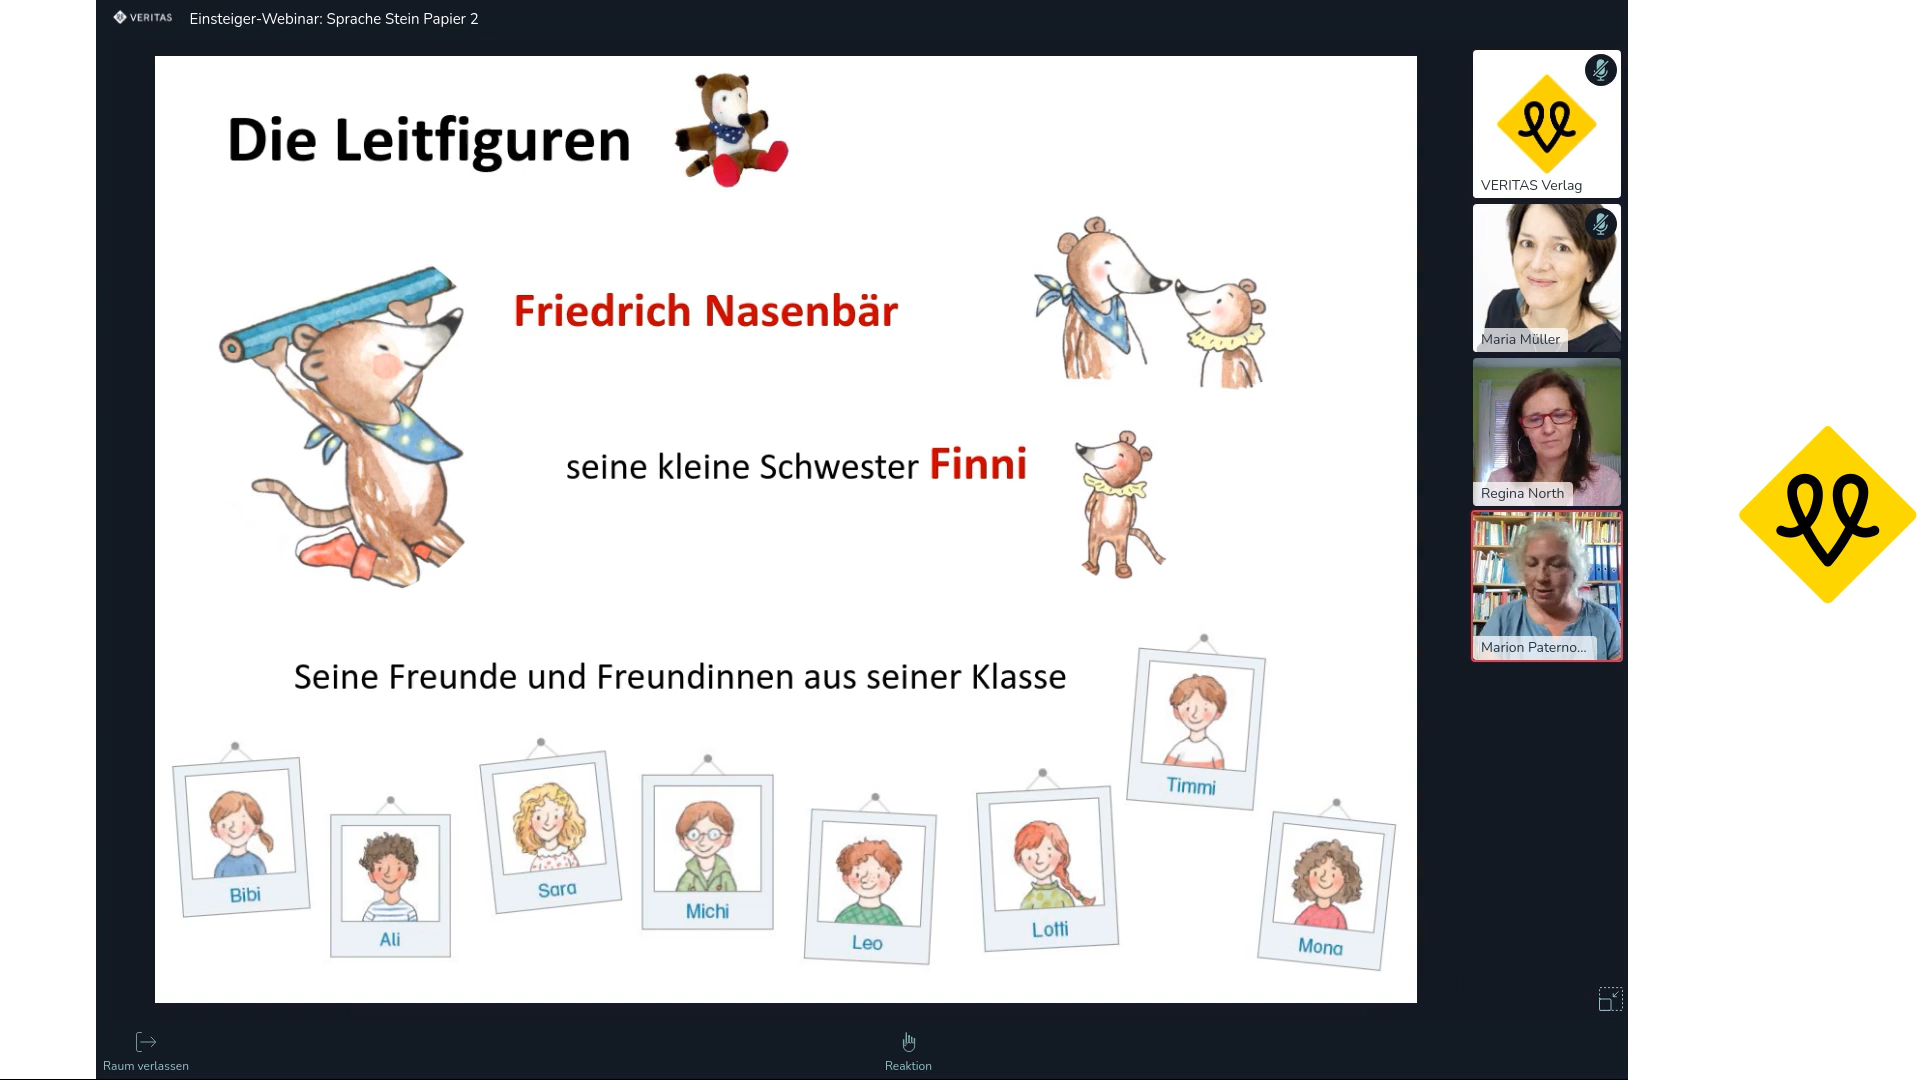 VERITAS
Einsteiger-Webinar: Sprache Stein Papier 2
Die Leitfiguren
Friedrich Nasenbär
seine kleine Schwester Finni
Seine Freunde und Freundinnen aus seiner Klasse
Bibi
Ali
Sara
Michi
Leo
Lotti
Timmi
Mona
VERITAS Verlag
Maria Müller
Regina North
Marion Paterno...
Raum verlassen
Reaktion